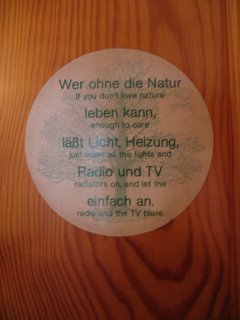 Wer ohne die Natur
If you don't love nature
leben kann,
enough to care
läßt Licht, Heizung,
just leave all the lights and
Radio und TV
radiators on, and let the
einfach an.
radio and the TV blare.